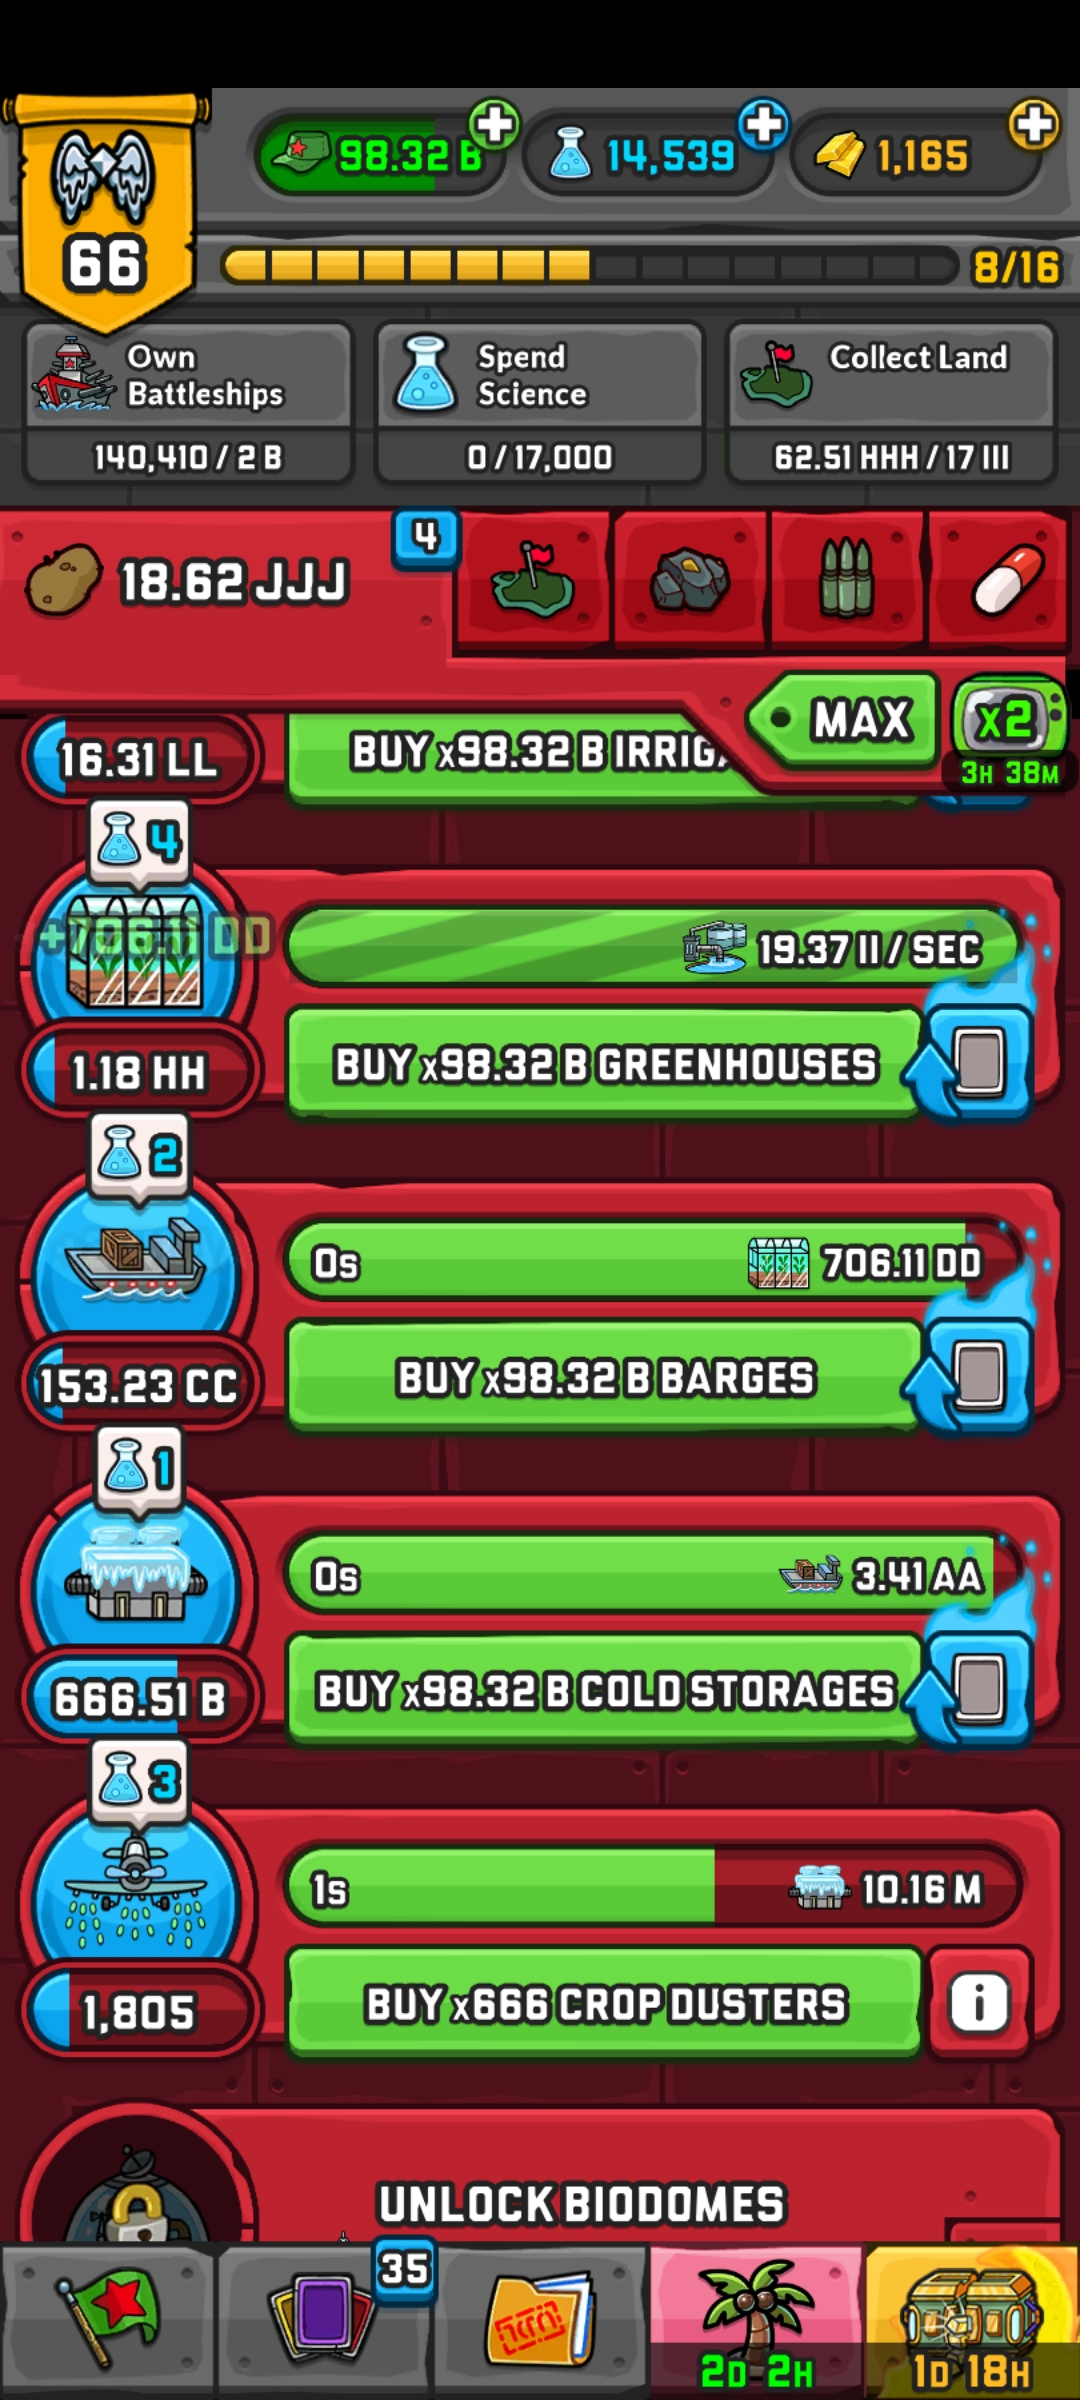 98.32 B
14,539
1,165
66
8/16
Own
Battleships
140,410 / 2 B
Spend
Science
0 / 17,000
Collect Land
62.51 HHH / 17 III
18.62 JJJ
4
MAX
x2
3H 38M
16.31 LL
BUY x98.32 B IRRIG
4
+706.11 DD
19.37 II / SEC
1.18 HH
BUY x98.32 B GREENHOUSES
2
0s
706.11 DD
153.23 CC
BUY x98.32 B BARGES
1
0s
3.41 AA
666.51 B
BUY x98.32 B COLD STORAGES
3
1s
10.16 M
1,805
BUY x666 CROP DUSTERS
i
UNLOCK BIODOMES
35
2D 2H
1D 18H